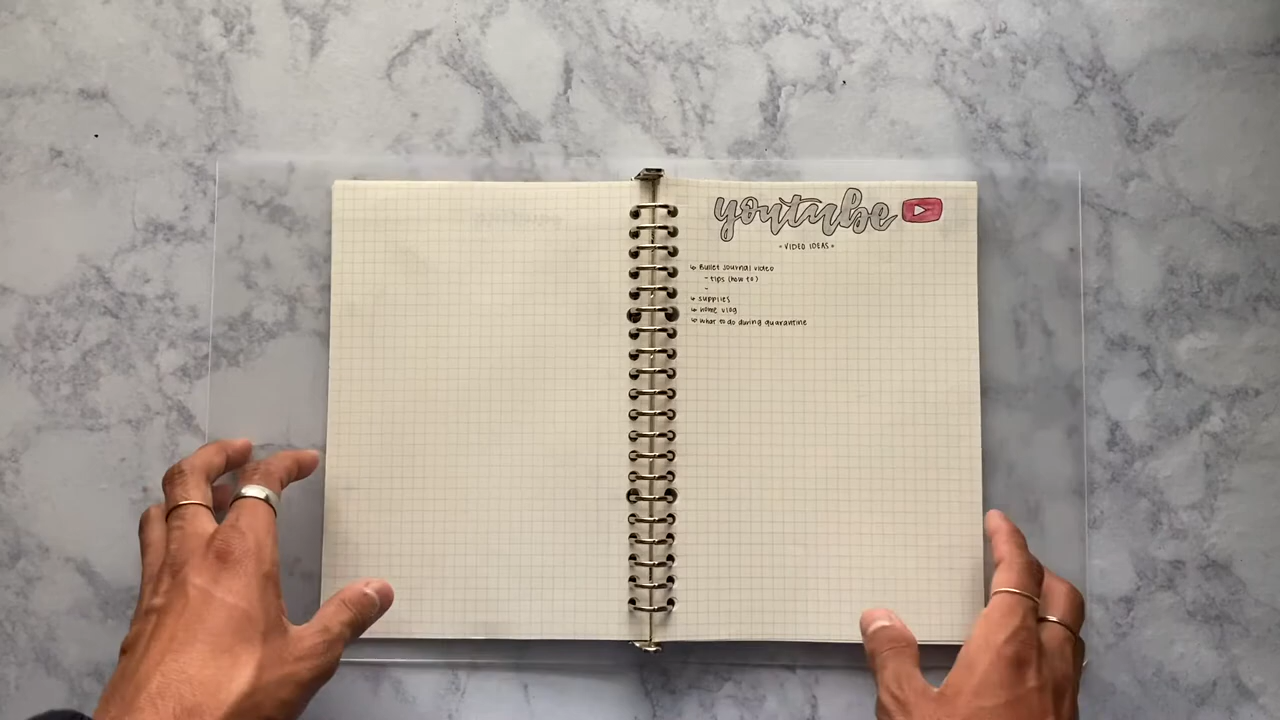 youtube
- VIDEO IDEAS -
↳ Bullet Journal video
- tips (how to)
-
↳ supplies
↳ home vlog
↳ what to do during quarantine